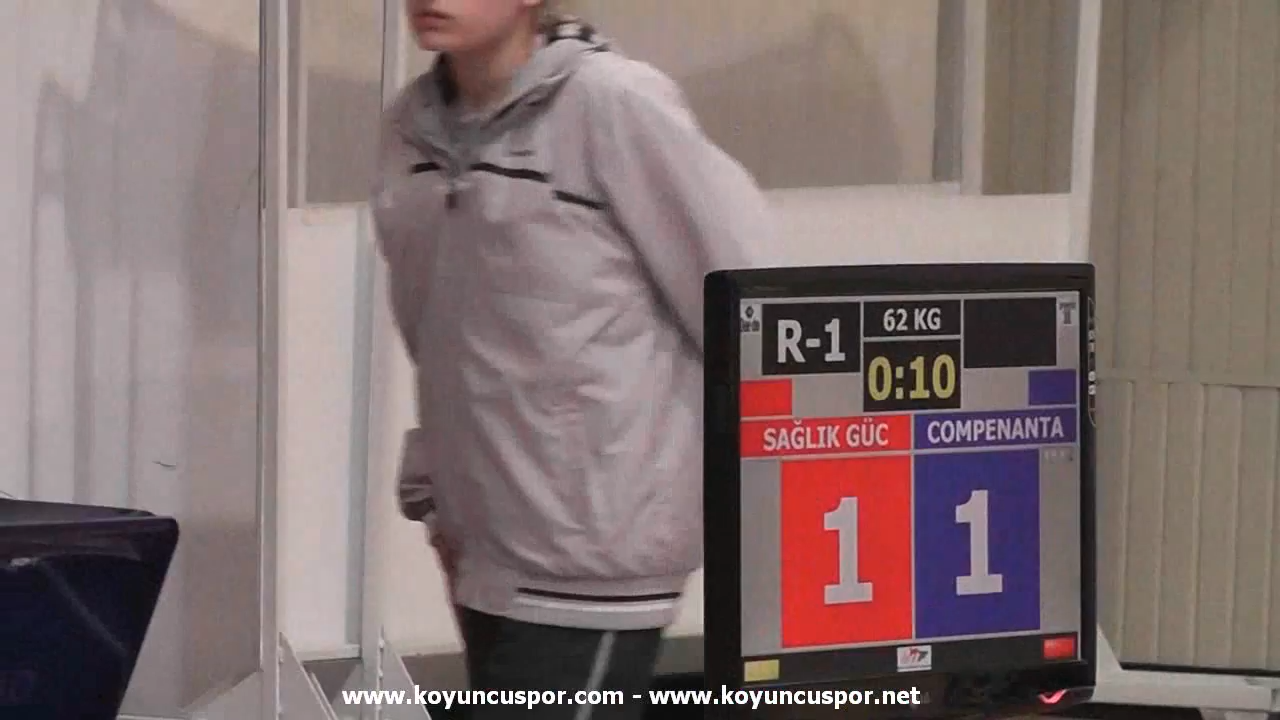 R-1
62 KG
0:10
SAĞLIK GÜC
COMPENANTA
1
1
www.koyuncuspor.com - www.koyuncuspor.net